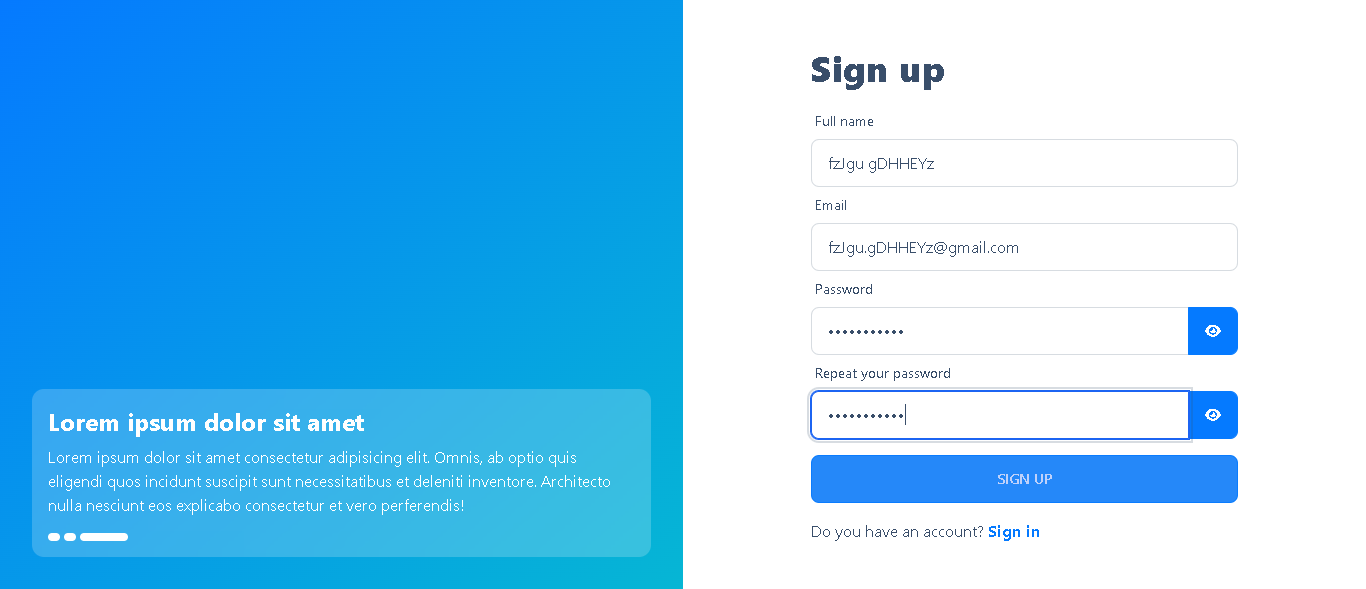 Lorem ipsum dolor sit amet
Lorem ipsum dolor sit amet consectetur adipisicing elit. Omnis, ab optio quis
eligendi quos incidunt suscipit sunt necessitatibus et deleniti inventore. Architecto
nulla nesciunt eos explicabo consectetur et vero perferendis!
Sign up
Full name
fzJgu gDHHEYz
Email
fzJgu.gDHHEYz@gmail.com
Password
•••••••••••
Repeat your password
•••••••••••
SIGN UP
Do you have an account? Sign in